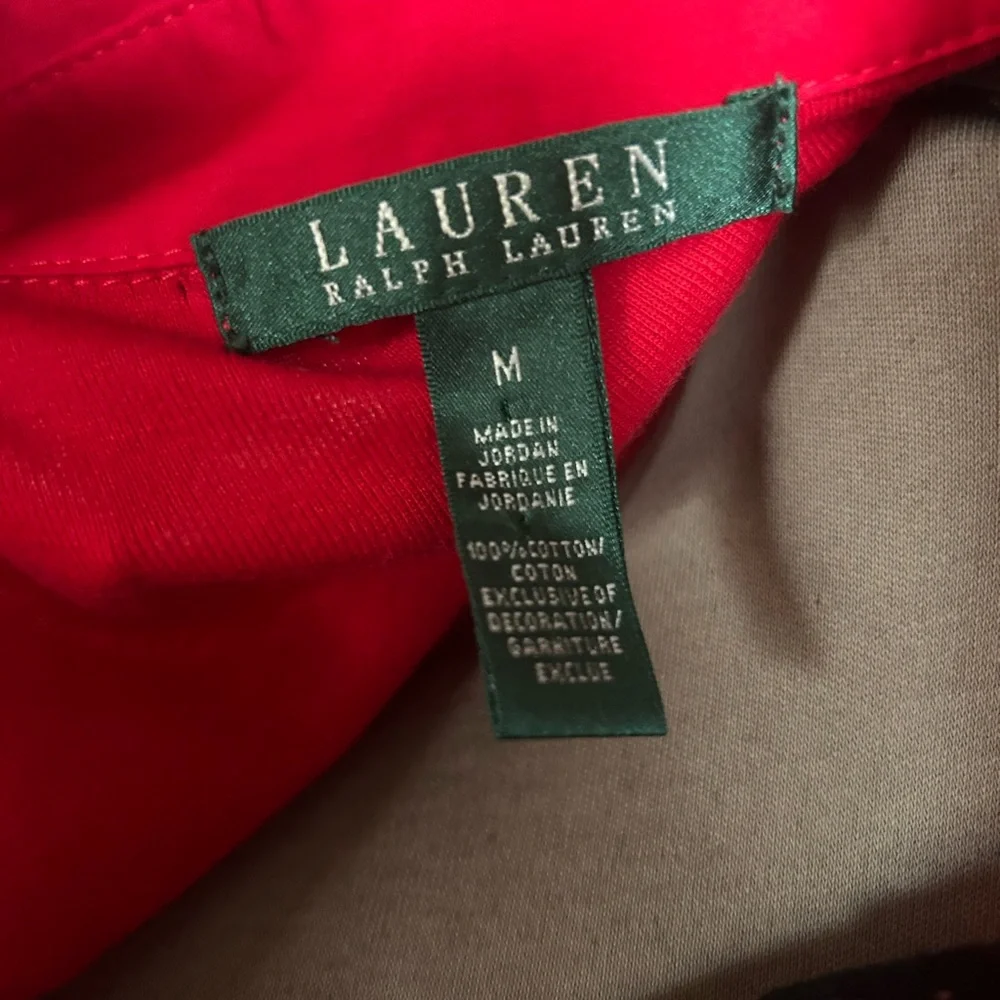 LAUREN
RALPH LAUREN
M
MADE IN
JORDAN
FABRIQUE EN
JORDANIE
100% COTTON/
COTON
EXCLUSIVE OF
DECORATION/
GARNITURE
EXCLUE